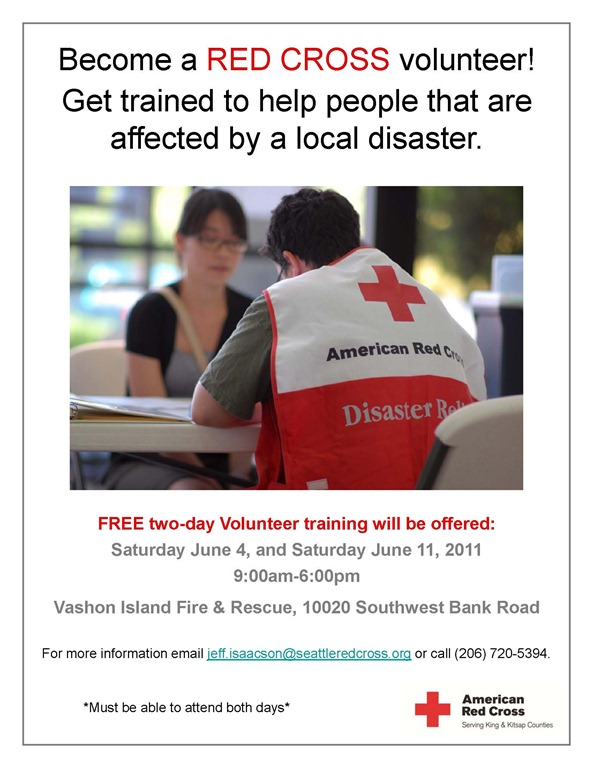 Become a RED CROSS volunteer!
Get trained to help people that are
affected by a local disaster.
American Red Cro
Disaster Reli
FREE two-day Volunteer training will be offered:
Saturday June 4, and Saturday June 11, 2011
9:00am-6:00pm
Vashon Island Fire & Rescue, 10020 Southwest Bank Road
For more information email jeff.isaacson@seattleredcross.org or call (206) 720-5394.
*Must be able to attend both days*
American
Red Cross
Serving King & Kitsap Counties